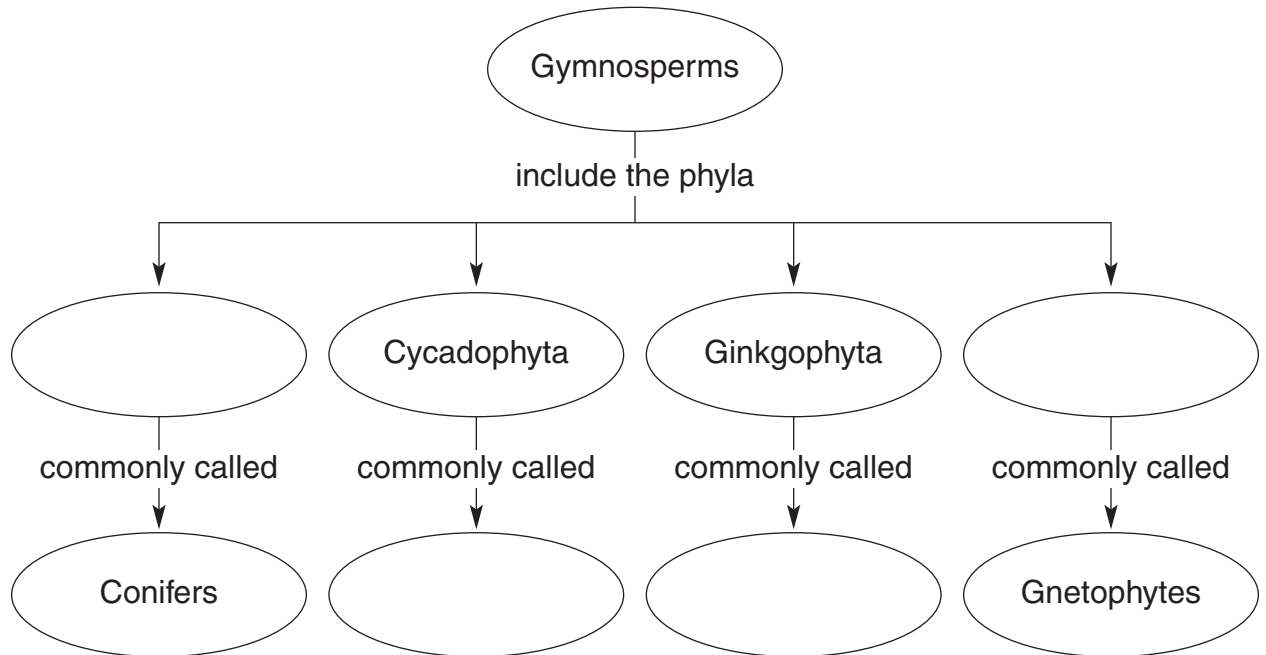 Gymnosperms
include the phyla
Cycadophyta
Ginkgophyta
commonly called
commonly called
commonly called
commonly called
Conifers
Gnetophytes